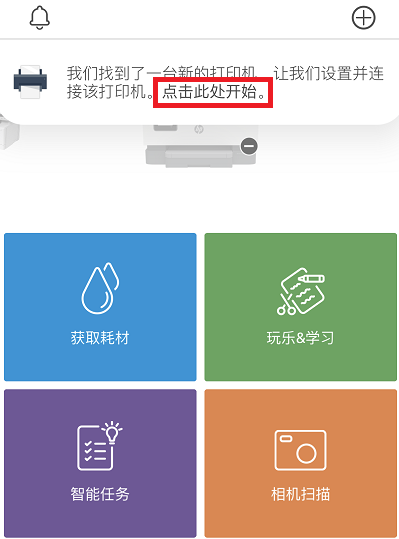 我们找到了一台新的打印机。让我们设置并连
接该打印机。点击此处开始。
hp
获取耗材
玩乐&学习
智能任务
相机扫描